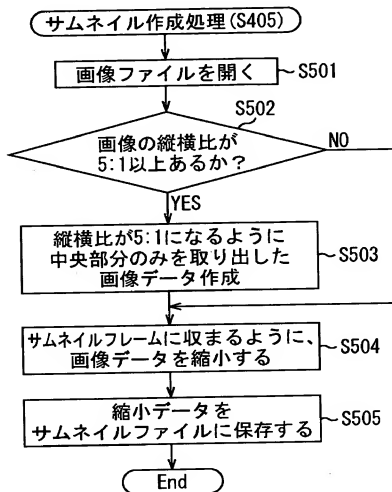 サムネイル作成処理(S405)
画像ファイルを開く
S501
S502
画像の縦横比が
5:1以上あるか?
NO
YES
縦横比が5:1になるように
中央部分のみを取り出した
画像データ作成
S503
サムネイルフレームに収まるように、
画像データを縮小する
S504
縮小データを
サムネイルファイルに保存する
S505
End